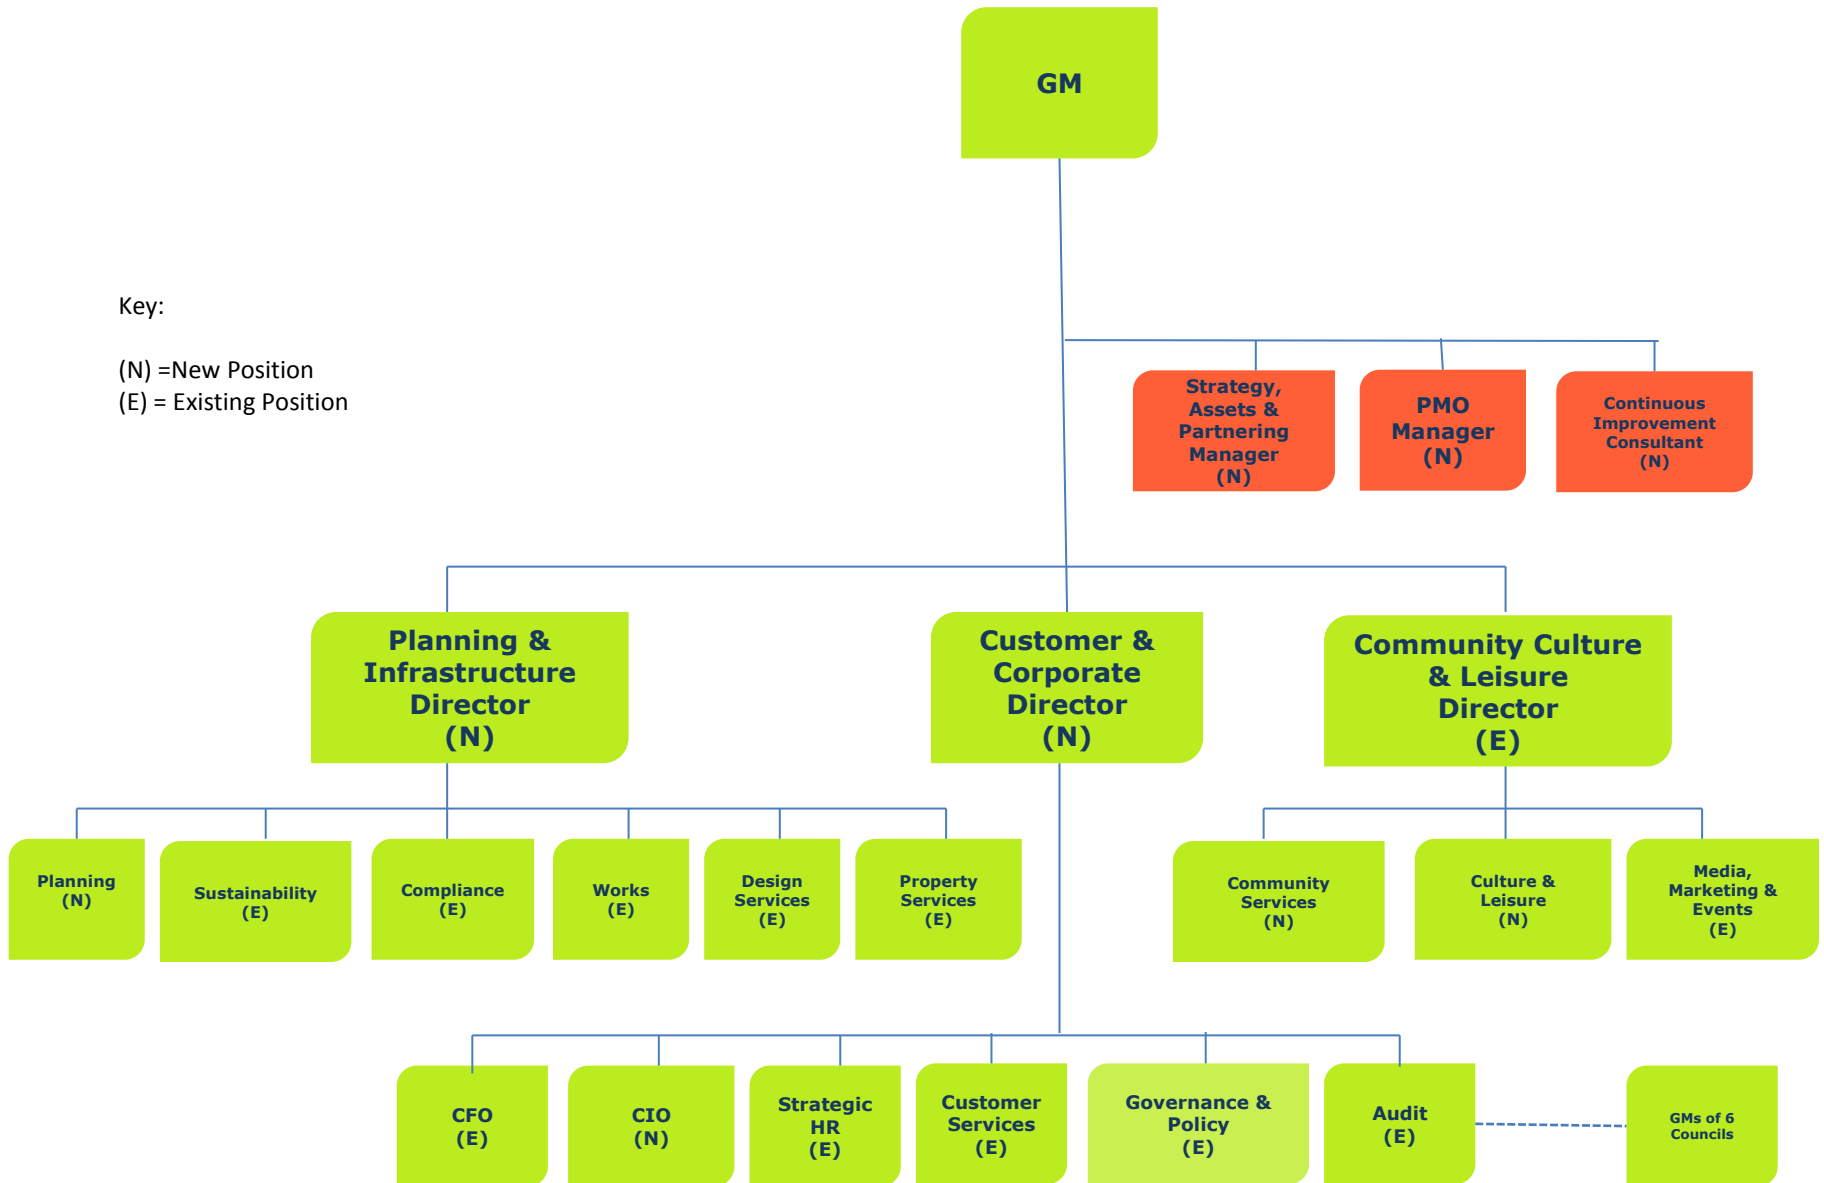 GM
Key:
(N) =New Position
(E) = Existing Position
Strategy,
Assets &
Partnering
Manager
(N)
PMO
Manager
(N)
Continuous
Improvement
Consultant
(N)
Planning &
Infrastructure
Director
(N)
Customer &
Corporate
Director
(N)
Community Culture
& Leisure
Director
(E)
Planning
(N)
Sustainability
(E)
Compliance
(E)
Works
(E)
Design
Services
(E)
Property
Services
(E)
Community
Services
(N)
Culture &
Leisure
(N)
Media,
Marketing &
Events
(E)
CFO
(E)
CIO
(N)
Strategic
HR
(E)
Customer
Services
(E)
Governance &
Policy
(E)
Audit
(E)
GMs of 6
Councils